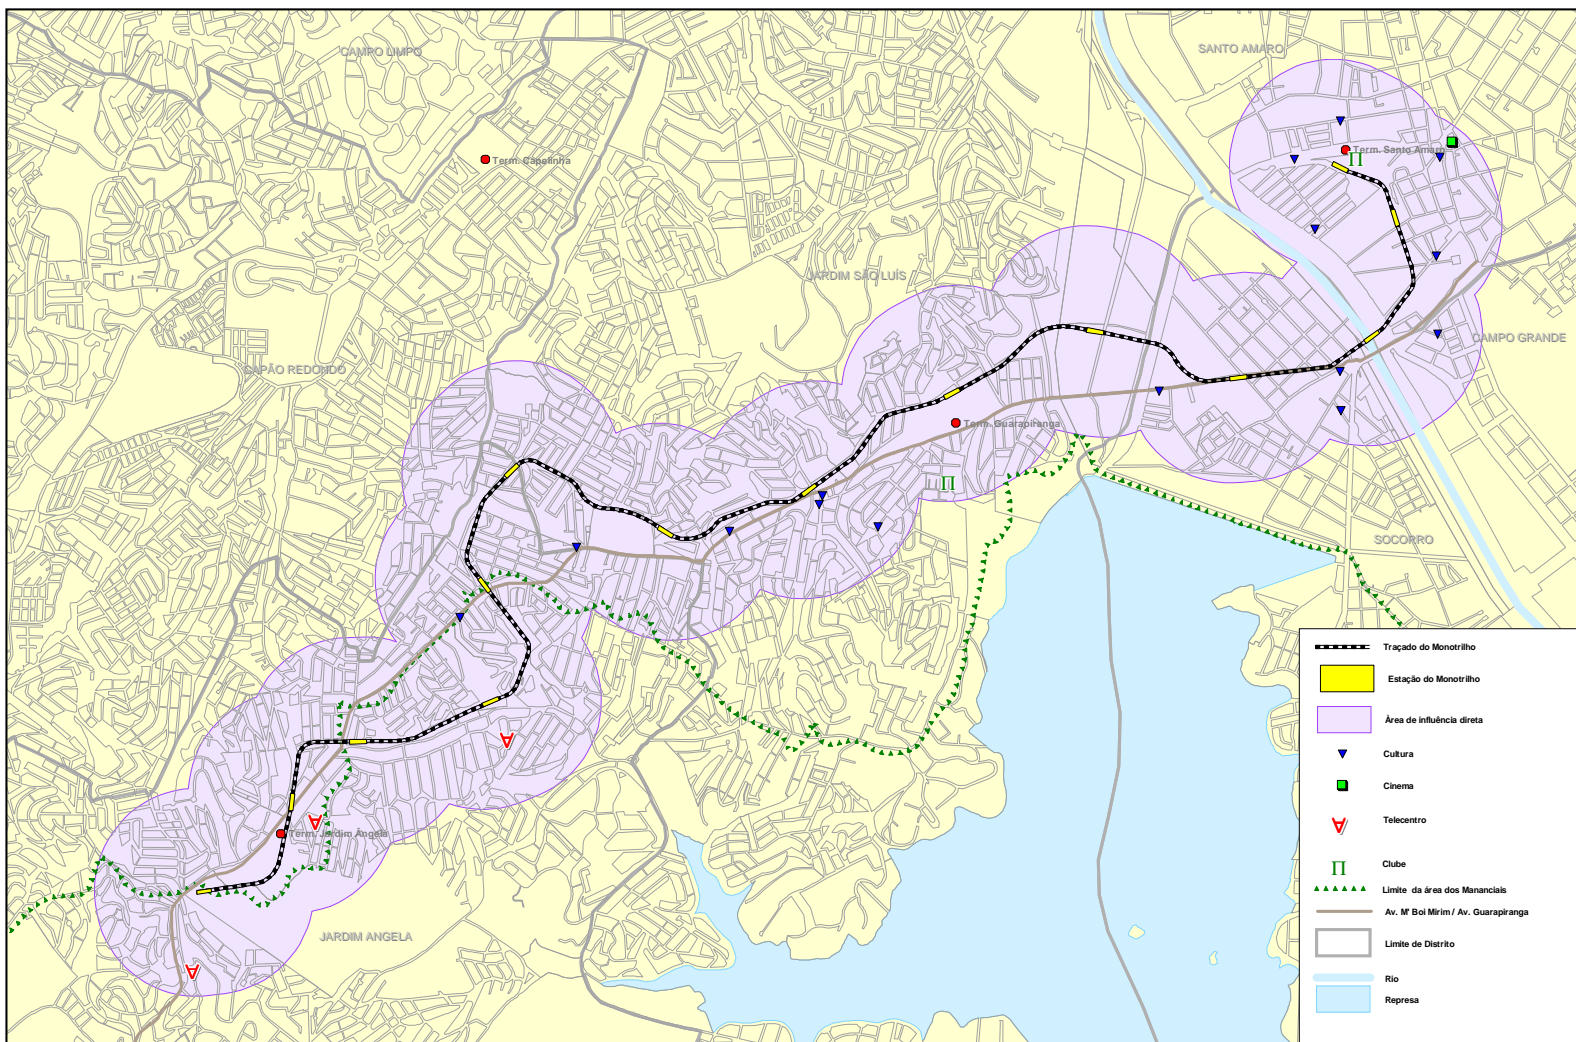 CAMPO LIMPO
SANTO AMARO
Term. Capelinha
Term. Santo Amaro
JARDIM SÃO LUÍS
CAMPO GRANDE
CAPÃO REDONDO
Term. Guarapiranga
SOCORRO
Term. Jardim Ângela
JARDIM ANGELA
Traçado do Monotrilho
Estação do Monotrilho
Área de influência direta
Cultura
Cinema
Telecentro
Clube
Limite da área dos Mananciais
Av. M' Boi Mirim / Av. Guarapiranga
Limite de Distrito
Rio
Represa